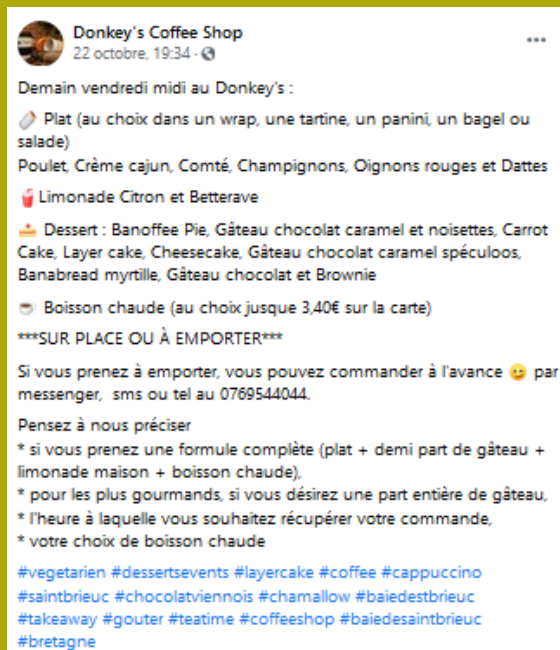 Donkey's Coffee Shop
22 octobre, 19:34 ·
Demain vendredi midi au Donkey's :
Plat (au choix dans un wrap, une tartine, un panini, un bagel ou
salade)
Poulet, Crème cajun, Comté, Champignons, Oignons rouges et Dattes
Limonade Citron et Betterave
Dessert : Banoffee Pie, Gâteau chocolat caramel et noisettes, Carrot
Cake, Layer cake, Cheesecake, Gâteau chocolat caramel spéculoos,
Banabread myrtille, Gâteau chocolat et Brownie
Boisson chaude (au choix jusque 3,40€ sur la carte)
***SUR PLACE OU À EMPORTER***
Si vous prenez à emporter, vous pouvez commander à l'avance 😉 par
messenger, sms ou tel au 0769544044.
Pensez à nous préciser
* si vous prenez une formule complète (plat + demi part de gâteau +
limonade maison + boisson chaude),
* pour les plus gourmands, si vous désirez une part entière de gâteau,
* l'heure à laquelle vous souhaitez récupérer votre commande,
* votre choix de boisson chaude
#vegetarien #dessertsevents #layercake #coffee #cappuccino
#saintbrieuc #chocolatviennois #chamallow #baiedestbrieuc
#takeaway #gouter #teatime #coffeeshop #baiedesaintbrieuc
#bretagne